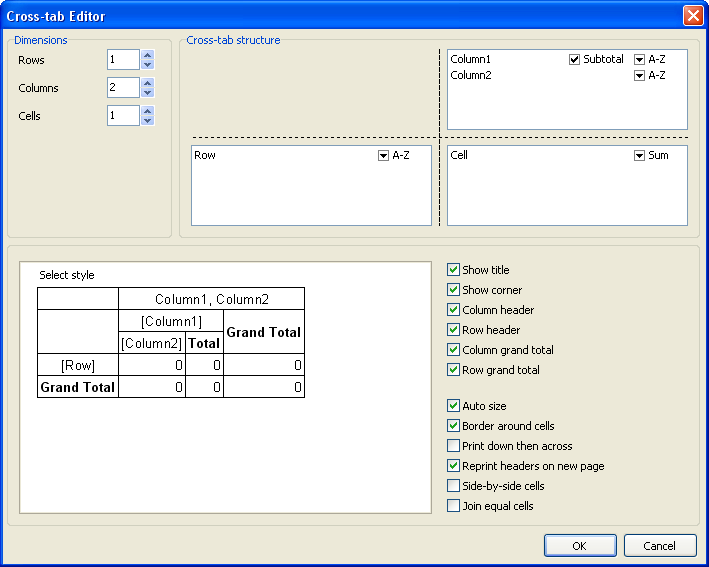 Cross-tab Editor
Dimensions
Rows 1
Columns 2
Cells 1
Cross-tab structure
Column1 Subtotal A-Z
Column2 A-Z
Row A-Z
Cell Sum
Select style
Column1, Column2
[Column1] Grand Total
[Column2] Total
[Row] 0 0 0
Grand Total 0 0 0
Show title
Show corner
Column header
Row header
Column grand total
Row grand total
Auto size
Border around cells
Print down then across
Reprint headers on new page
Side-by-side cells
Join equal cells
OK Cancel